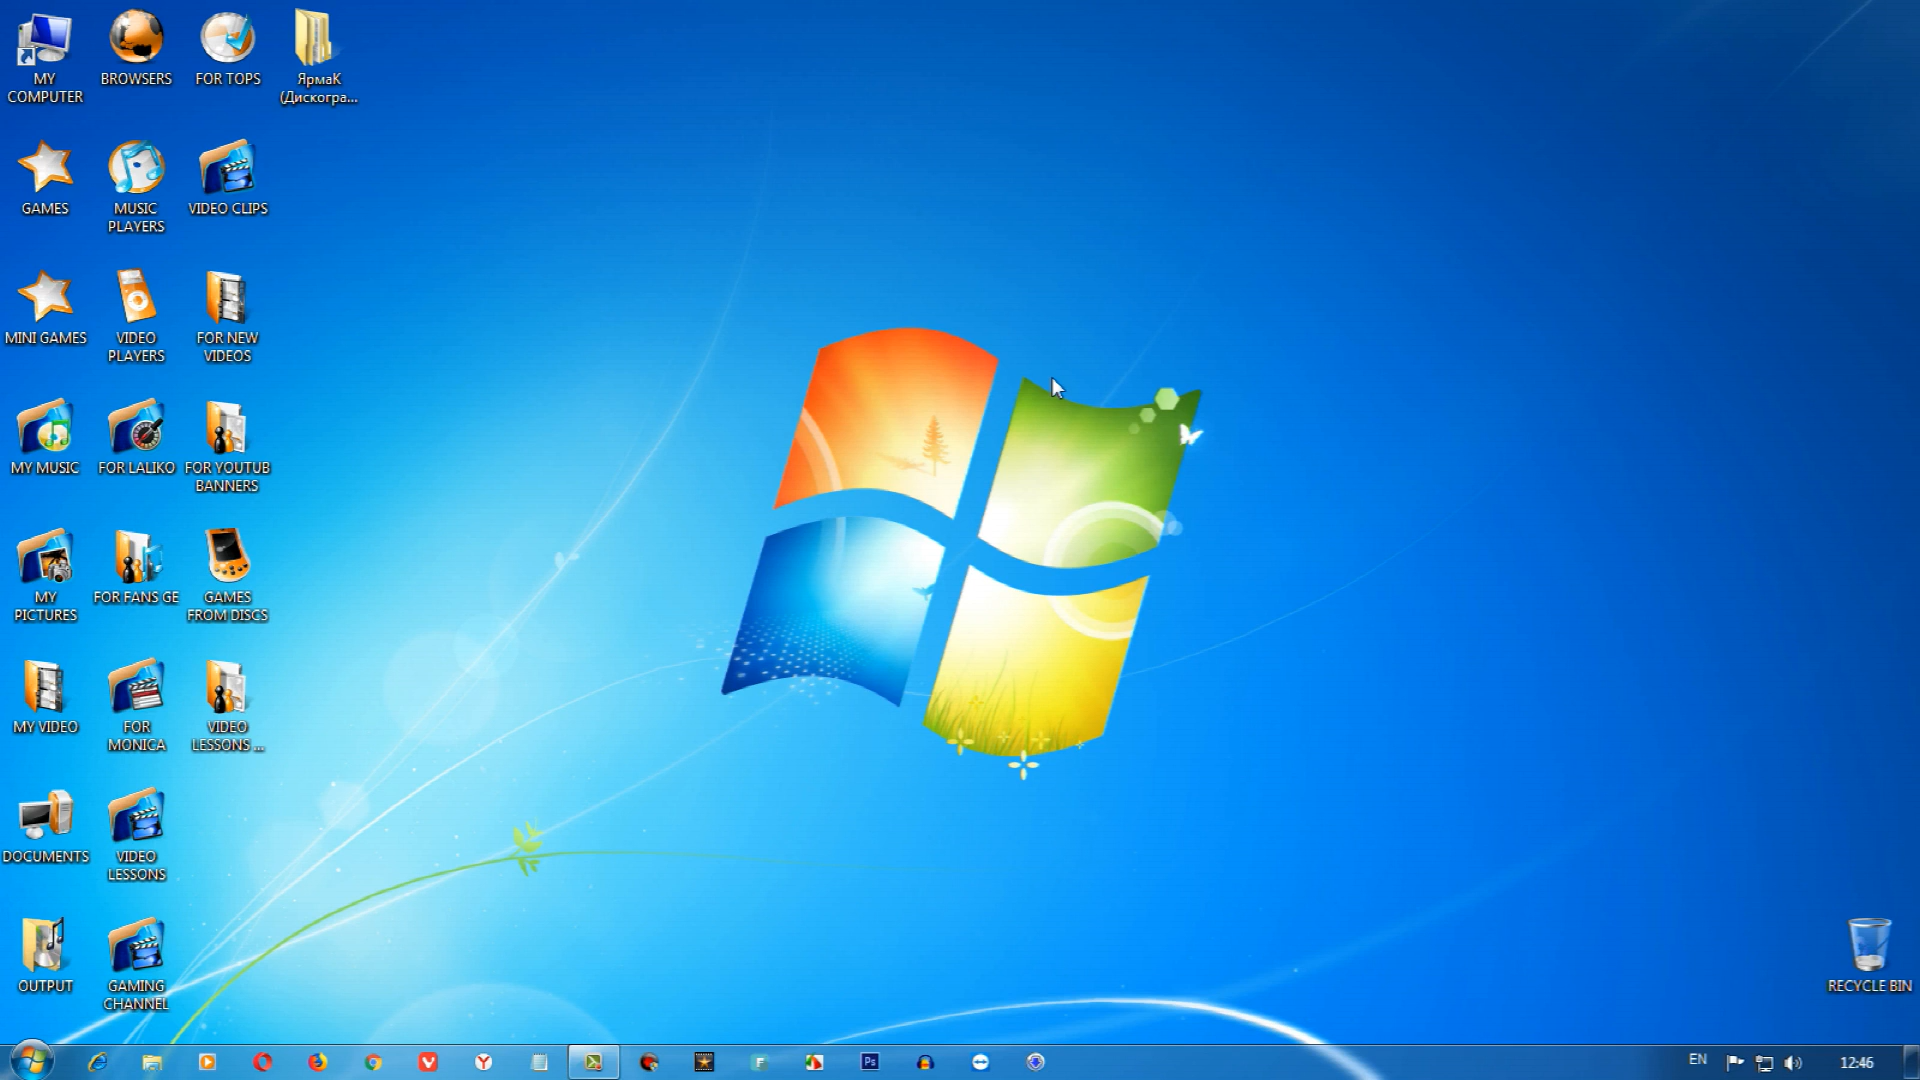 MY
COMPUTER
BROWSERS
FOR TOPS
ЯрмаК
(Дискогра...
GAMES
MUSIC
PLAYERS
VIDEO CLIPS
MINI GAMES
VIDEO
PLAYERS
FOR NEW
VIDEOS
MY MUSIC
FOR LALIKO
FOR YOUTUB
BANNERS
MY
PICTURES
FOR FANS GE
GAMES
FROM DISCS
MY VIDEO
FOR
MONICA
VIDEO
LESSONS ...
DOCUMENTS
VIDEO
LESSONS
OUTPUT
GAMING
CHANNEL
RECYCLE BIN
Ps
EN
12:46